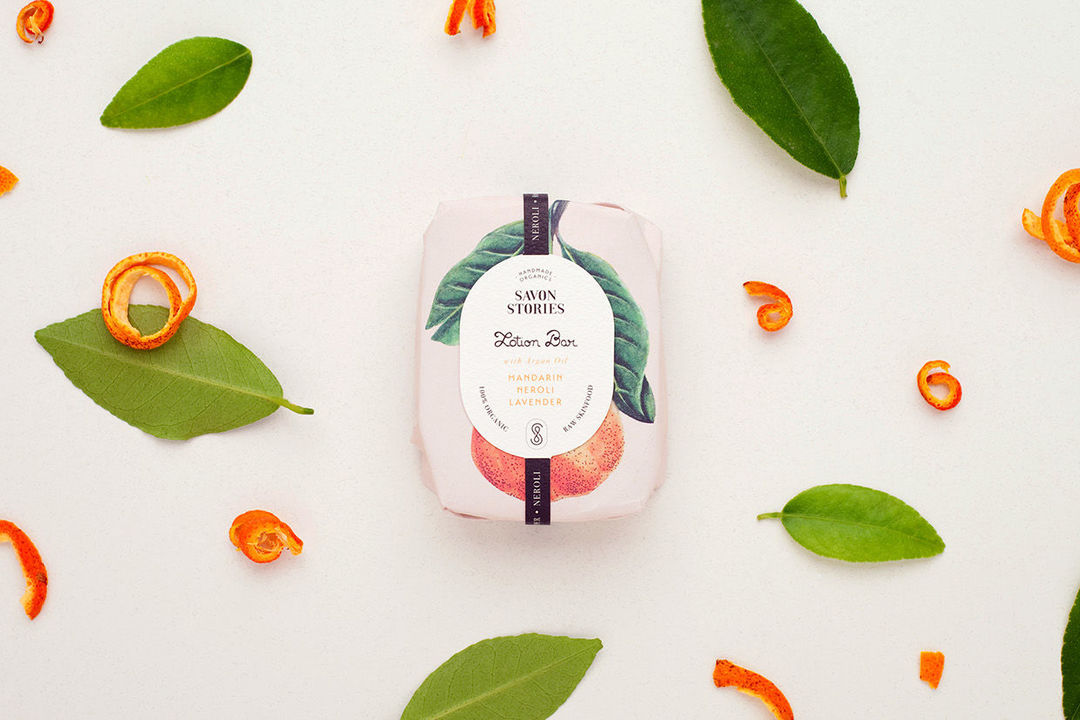 NEROLI •
HANDMADE
ORGANICS
SAVON
STORIES
Lotion Bar
with Argan Oil
MANDARIN
NEROLI
LAVENDER
100% ORGANIC
RAW SKINFOOD
• NEROLI